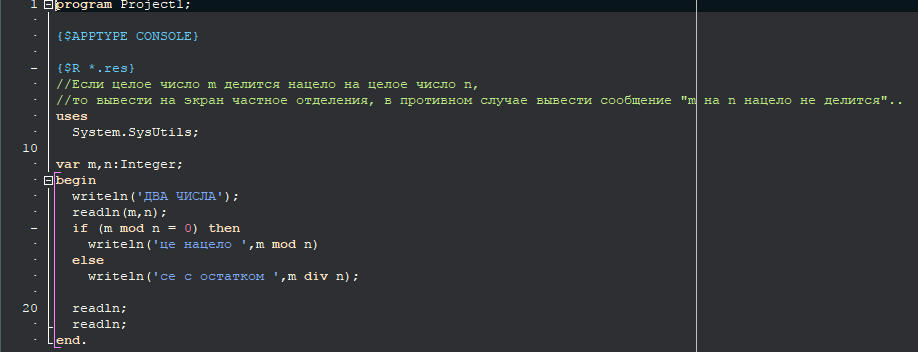 1 program Project1;
{$APPTYPE CONSOLE}
{$R *.res}
//Если целое число m делится нацело на целое число n,
//то вывести на экран частное отделения, в противном случае вывести сообщение "m на n нацело не делится"..
uses
System.SysUtils;
10
var m,n:Integer;
begin
writeln('ДВА ЧИСЛА');
readln(m,n);
if (m mod n = 0) then
writeln('це нацело ',m mod n)
else
writeln('се с остатком ',m div n);
20 readln;
readln;
end.